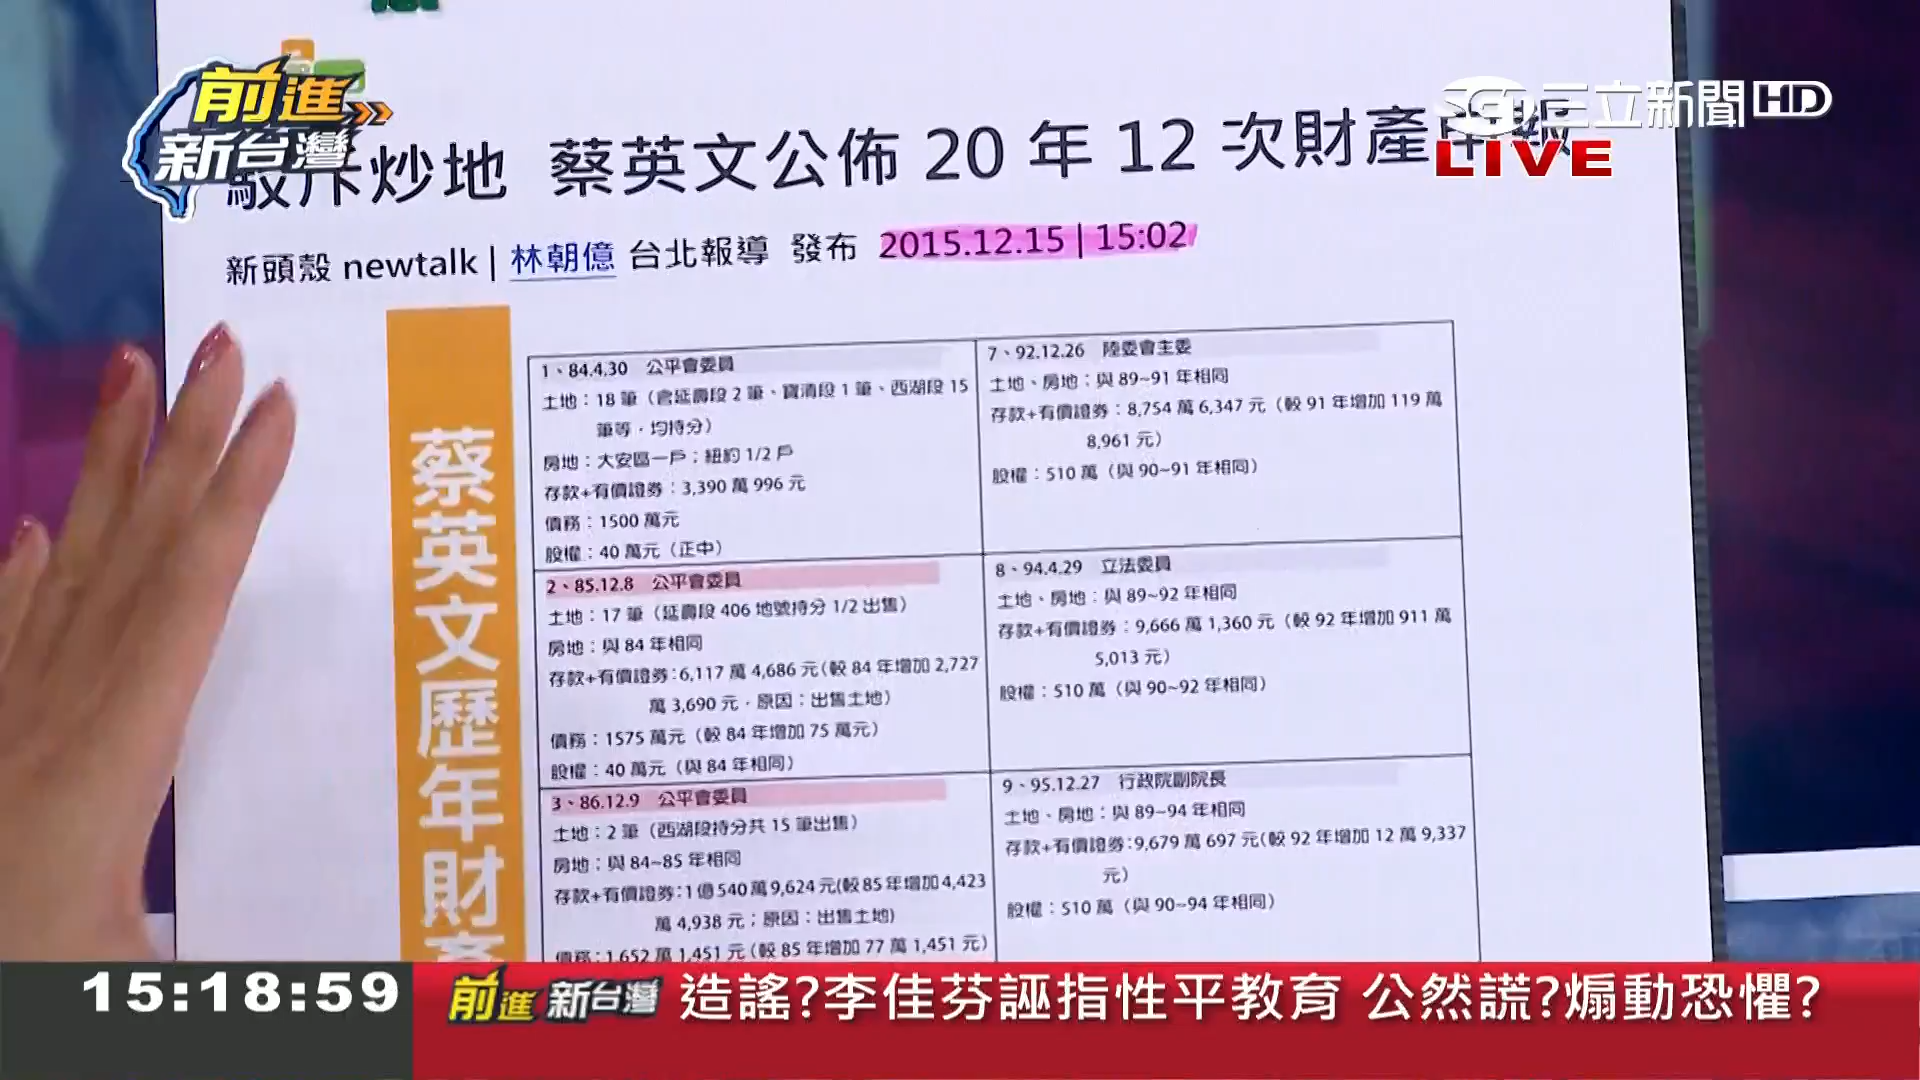 前進
新台灣
三立新聞HD
LIVE
駁斥炒地 蔡英文公佈 20 年 12 次財產申報
新頭殼 newtalk | 林朝億 台北報導 發布 2015.12.15 | 15:02
蔡英文歷年財產
1、84.4.30 公平會委員
土地：18 筆（含延壽段 2 筆、寶清段 1 筆、西湖段 15
筆等，均持分）
房地：大安區一戶；紐約 1/2 戶
存款+有價證券：3,390 萬 996 元
債務：1500 萬元
股權：40 萬元（正中）
2、85.12.8 公平會委員
土地：17 筆（延壽段 406 地號持分 1/2 出售）
房地：與 84 年相同
存款+有價證券：6,117 萬 4,686 元（較 84 年增加 2,727
萬 3,690 元，原因：出售土地）
債務：1575 萬元（較 84 年增加 75 萬元）
股權：40 萬元（與 84 年相同）
3、86.12.9 公平會委員
土地：2 筆（西湖段持分共 15 筆出售）
房地：與 84~85 年相同
存款+有價證券：1 億 540 萬 9,624 元(較 85 年增加 4,423
萬 4,938 元；原因：出售土地)
債務：1,652 萬 1,451 元（較 85 年增加 77 萬 1,451 元）
7、92.12.26 陸委會主委
土地、房地：與 89~91 年相同
存款+有價證券：8,754 萬 6,347 元（較 91 年增加 119 萬
8,961 元）
股權：510 萬（與 90~91 年相同）
8、94.4.29 立法委員
土地、房地：與 89~92 年相同
存款+有價證券：9,666 萬 1,360 元（較 92 年增加 911 萬
5,013 元）
股權：510 萬（與 90~92 年相同）
9、95.12.27 行政院副院長
土地、房地：與 89~94 年相同
存款+有價證券：9,679 萬 697 元(較 92 年增加 12 萬 9,337
元）
股權：510 萬（與 90~94 年相同）
15:18:59
前進新台灣 造謠?李佳芬誣指性平教育 公然謊?煽動恐懼?